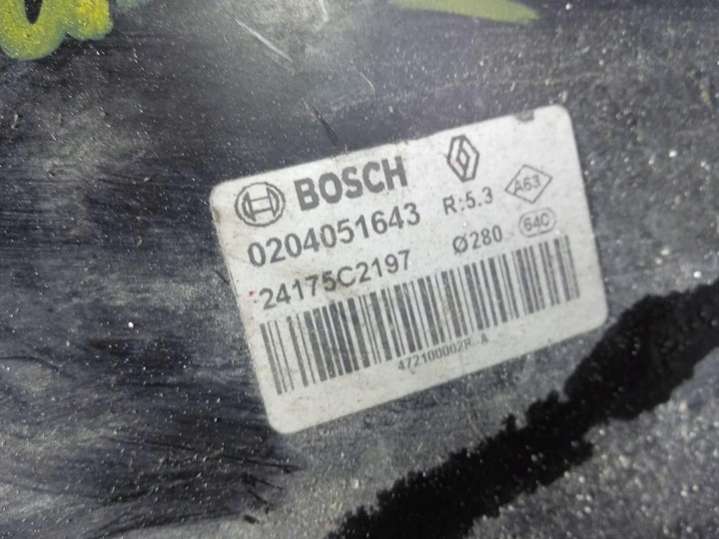 BOSCH
0204051643 R:5.3 A63
24175C2197 Ø280 64C
472100002R A